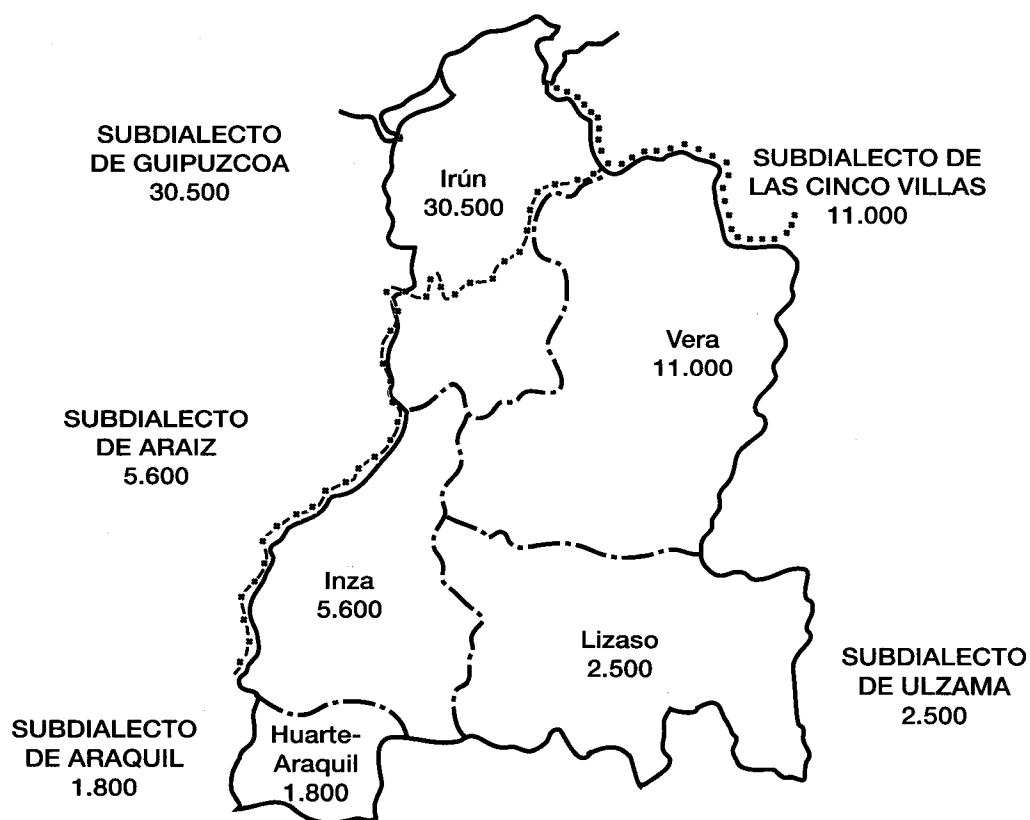 SUBDIALECTO
DE GUIPUZCOA
30.500
Irún
30.500
SUBDIALECTO DE
LAS CINCO VILLAS
11.000
Vera
11.000
SUBDIALECTO
DE ARAIZ
5.600
Inza
5.600
Lizaso
2.500
SUBDIALECTO
DE ULZAMA
2.500
SUBDIALECTO
DE ARAQUIL
1.800
Huarte-
Araquil
1.800